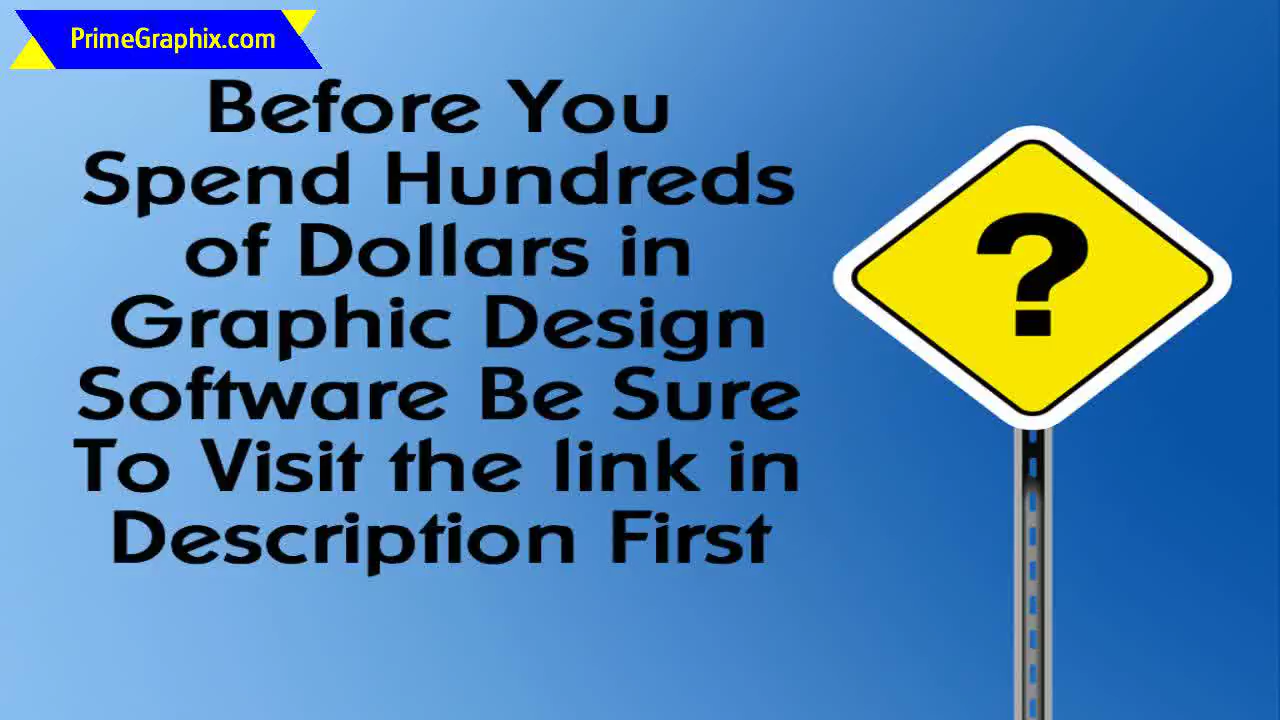 PrimeGraphix.com
Before You
Spend Hundreds
of Dollars in
Graphic Design
Software Be Sure
To Visit the link in
Description First
?